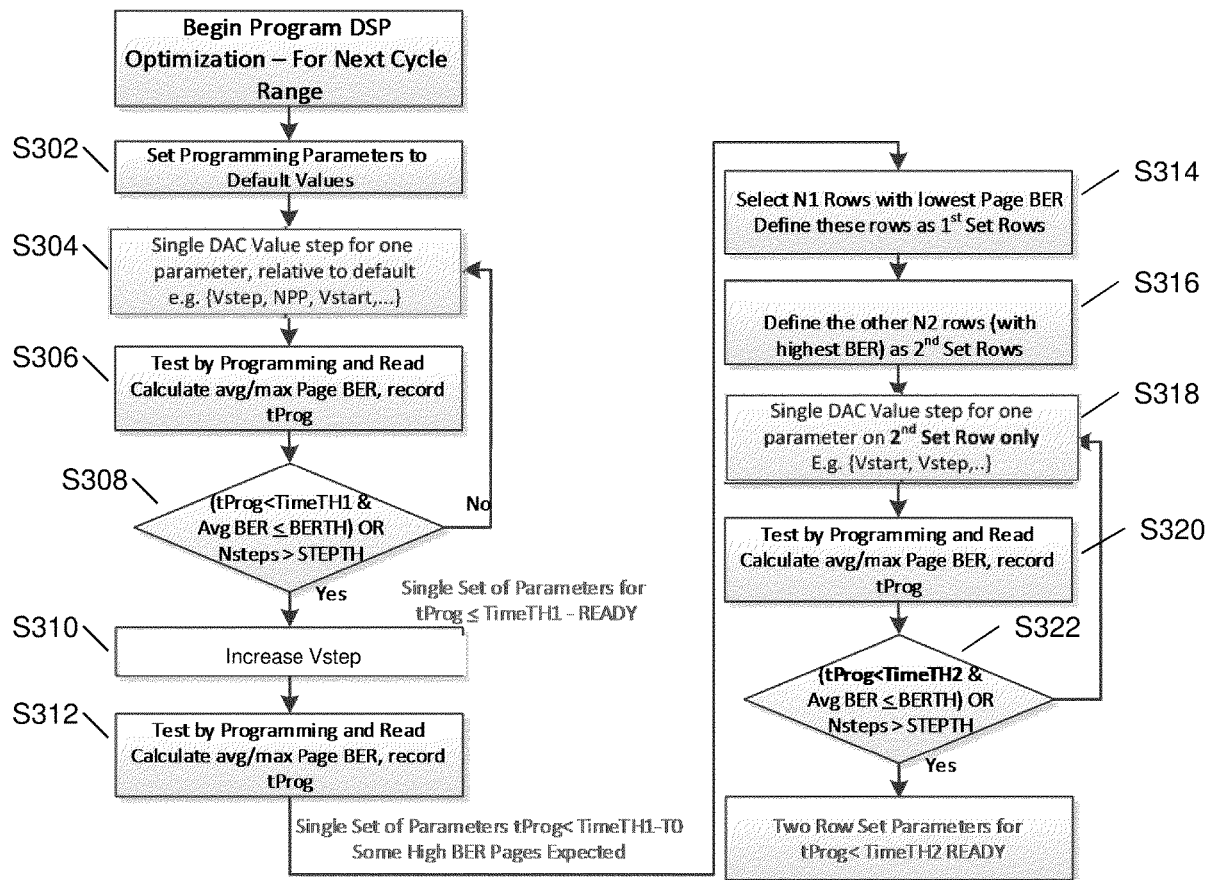 Begin Program DSP
Optimization – For Next Cycle
Range
S302
Set Programming Parameters to
Default Values
S304
Single DAC Value step for one
parameter, relative to default
e.g. {Vstep, NPP, Vstart,...}
S306
Test by Programming and Read
Calculate avg/max Page BER, record
tProg
S308
(tProg<TimeTH1 &
Avg BER ≤ BERTH) OR
Nsteps > STEPTH
No
Yes
Single Set of Parameters for
tProg ≤ TimeTH1 - READY
S310
Increase Vstep
S312
Test by Programming and Read
Calculate avg/max Page BER, record
tProg
Single Set of Parameters tProg< TimeTH1-T0
Some High BER Pages Expected
S314
Select N1 Rows with lowest Page BER
Define these rows as 1st Set Rows
S316
Define the other N2 rows (with
highest BER) as 2nd Set Rows
S318
Single DAC Value step for one
parameter on 2nd Set Row only
E.g. {Vstart, Vstep,..}
S320
Test by Programming and Read
Calculate avg/max Page BER, record
tProg
S322
(tProg<TimeTH2 &
Avg BER ≤ BERTH) OR
Nsteps > STEPTH
Yes
Two Row Set Parameters for
tProg< TimeTH2 READY